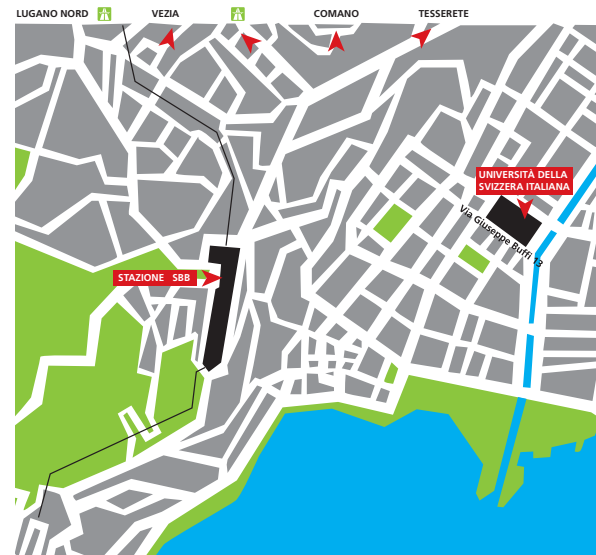 LUGANO NORD
VEZIA
COMANO
TESSERETE
UNIVERSITÀ DELLA
SVIZZERA ITALIANA
Via Giuseppe Buffi 13
STAZIONE SBB